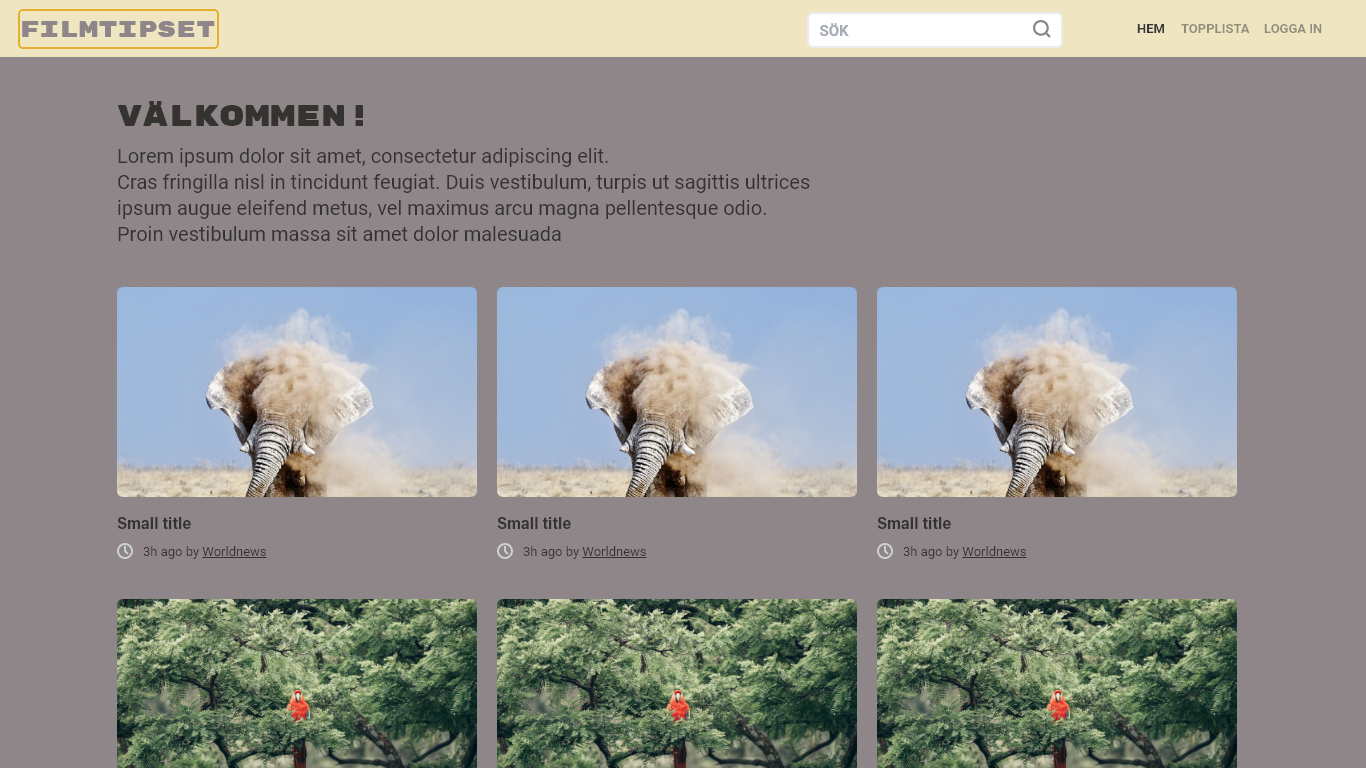 FILMTIPSET
SÖK
HEM
TOPPLISTA
LOGGA IN
VÄLKOMMEN!
Lorem ipsum dolor sit amet, consectetur adipiscing elit.
Cras fringilla nisl in tincidunt feugiat. Duis vestibulum, turpis ut sagittis ultrices
ipsum augue eleifend metus, vel maximus arcu magna pellentesque odio.
Proin vestibulum massa sit amet dolor malesuada
Small title
3h ago by Worldnews
Small title
3h ago by Worldnews
Small title
3h ago by Worldnews